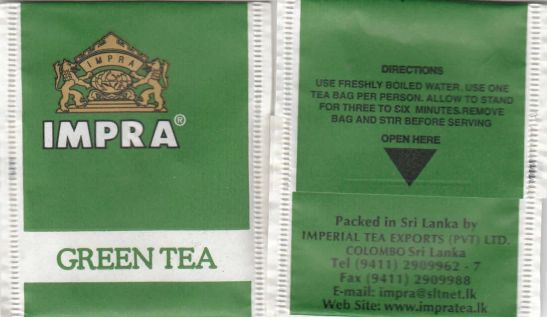 IMPRA
IMPRA®
GREEN TEA
DIRECTIONS
USE FRESHLY BOILED WATER. USE ONE
TEA BAG PER PERSON. ALLOW TO STAND
FOR THREE TO SIX MINUTES.REMOVE
BAG AND STIR BEFORE SERVING
OPEN HERE
Packed in Sri Lanka by
IMPERIAL TEA EXPORTS (PVT) LTD.
COLOMBO Sri Lanka
Tel (9411) 2909962 - 7
Fax (9411) 2909988
E-mail: impra@sltnet.lk
Web Site: www.impratea.lk